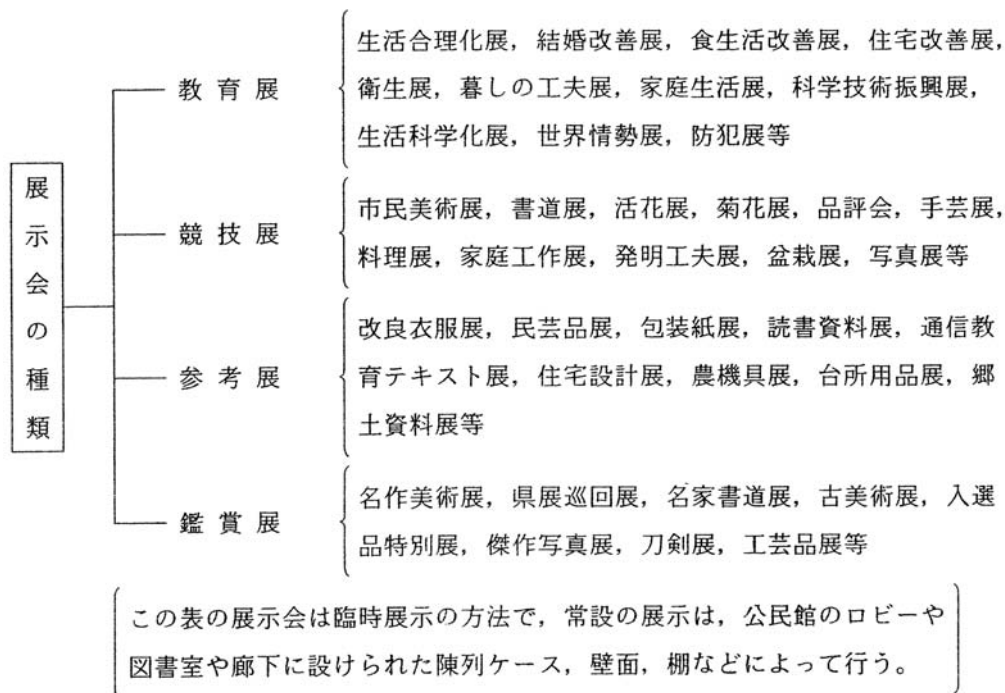 展示会の種類
教育展
生活合理化展，結婚改善展，食生活改善展，住宅改善展，
衛生展，暮しの工夫展，家庭生活展，科学技術振興展，
生活科学化展，世界情勢展，防犯展等
競技展
市民美術展，書道展，活花展，菊花展，品評会，手芸展，
料理展，家庭工作展，発明工夫展，盆栽展，写真展等
参考展
改良衣服展，民芸品展，包装紙展，読書資料展，通信教
育テキスト展，住宅設計展，農機具展，台所用品展，郷
土資料展等
鑑賞展
名作美術展，県展巡回展，名家書道展，古美術展，入選
品特別展，傑作写真展，刀剣展，工芸品展等
この表の展示会は臨時展示の方法で，常設の展示は，公民館のロビーや
図書室や廊下に設けられた陳列ケース，壁面，棚などによって行う。